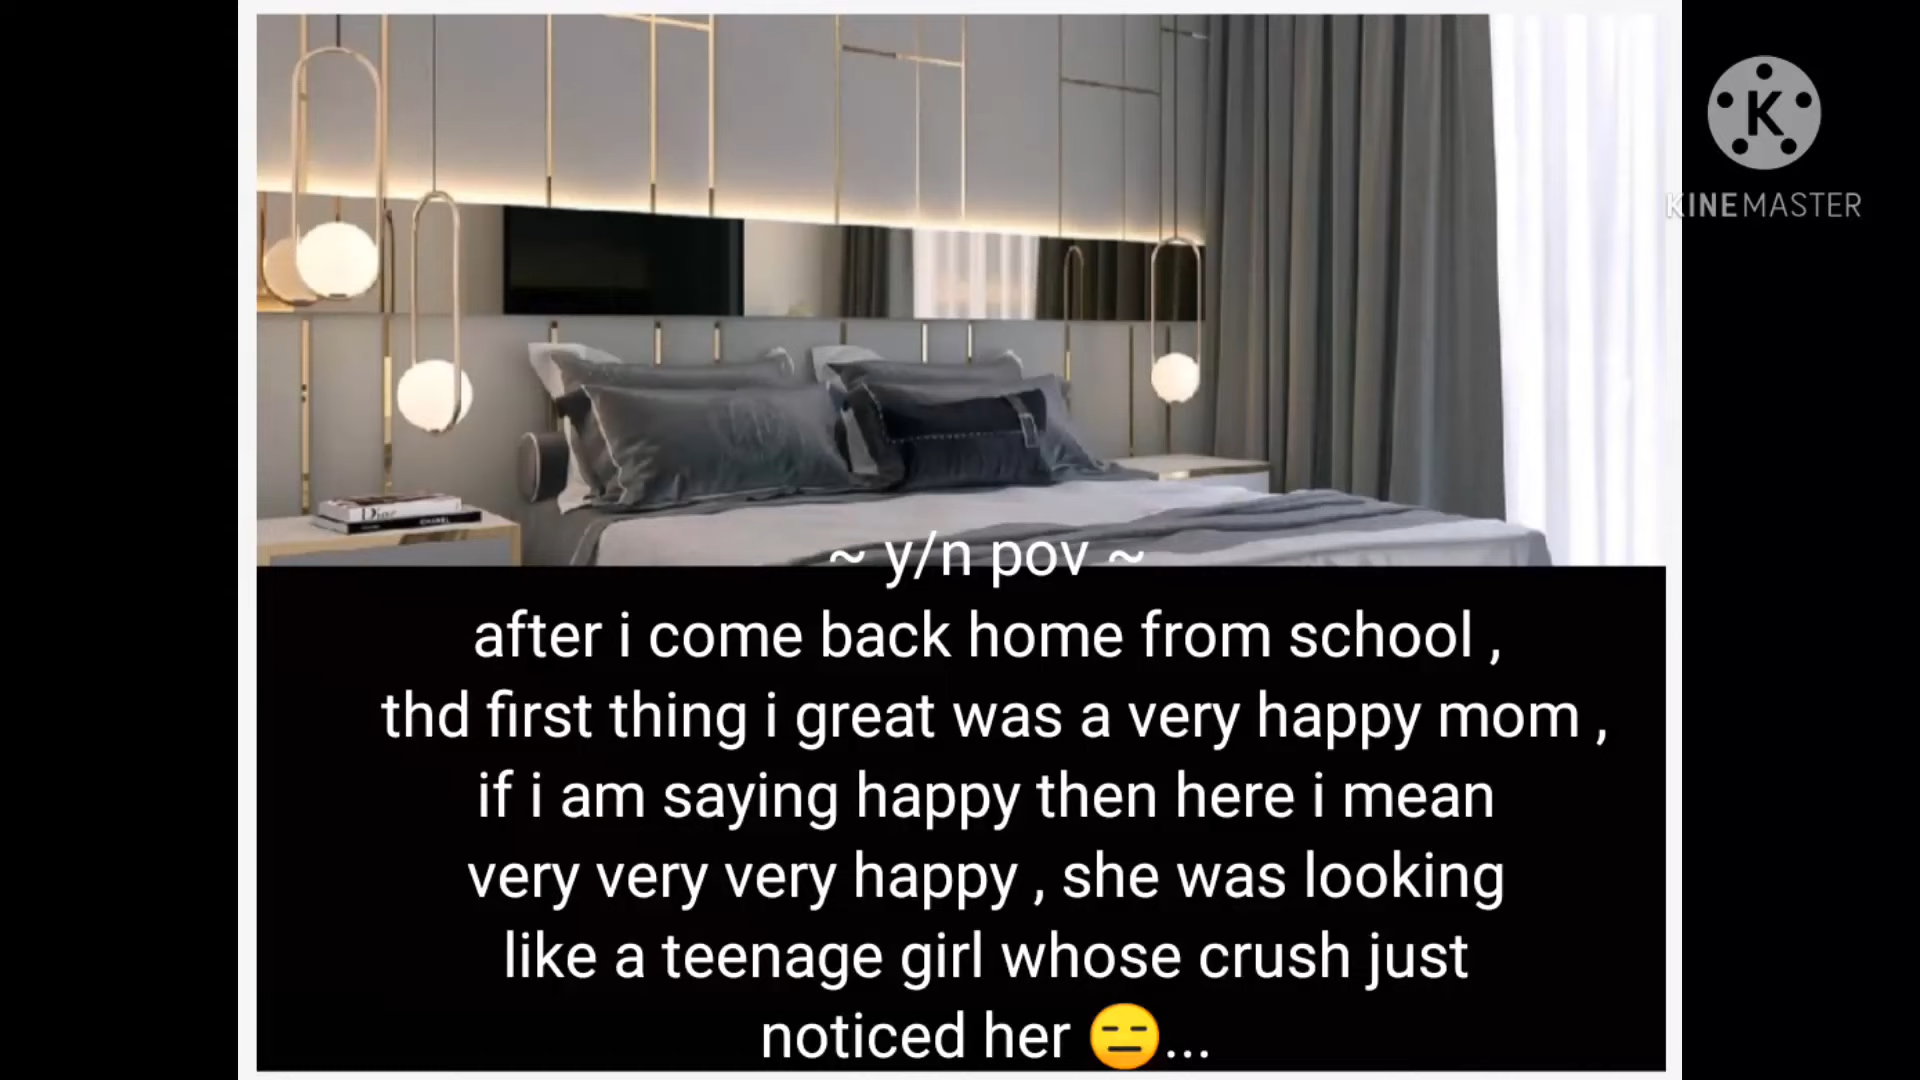 K
KINEMASTER
Dior
CHANEL
~ y/n pov ~
after i come back home from school ,
thd first thing i great was a very happy mom ,
if i am saying happy then here i mean
very very very happy , she was looking
like a teenage girl whose crush just
noticed her 😑...